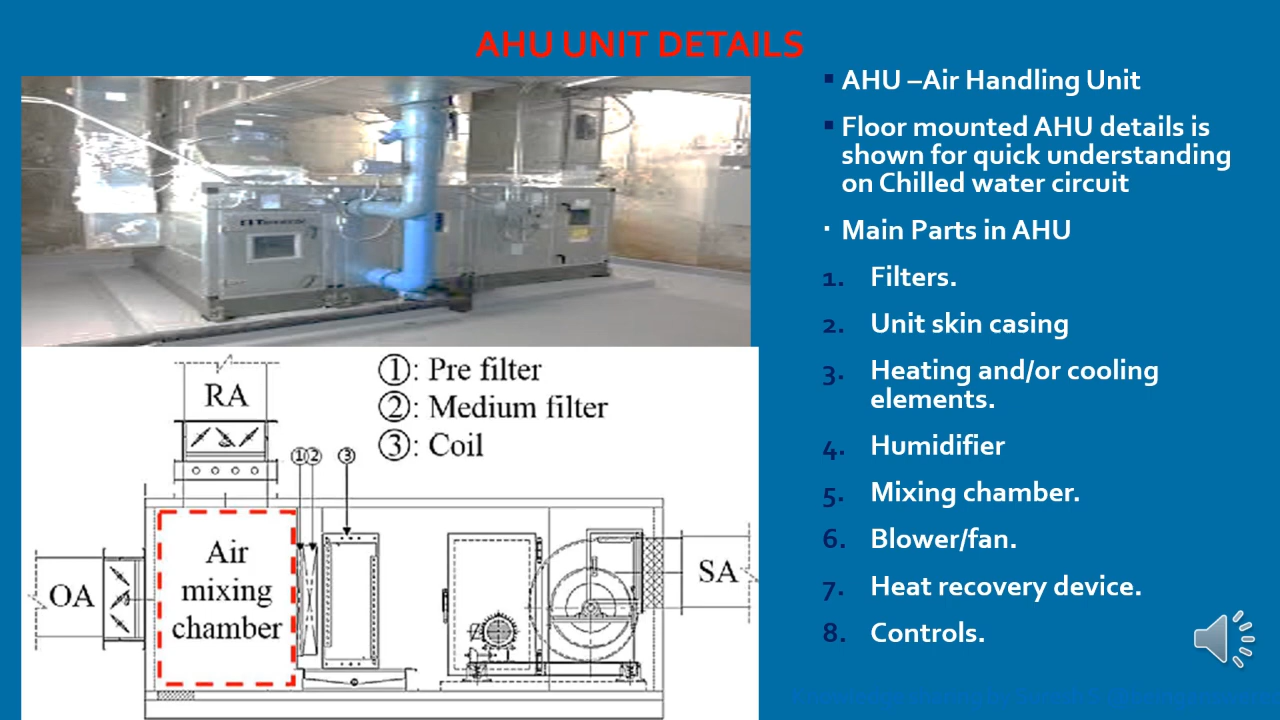 AHU UNIT DETAILS
AHU –Air Handling Unit
Floor mounted AHU details is
shown for quick understanding
on Chilled water circuit
Main Parts in AHU
1. Filters.
2. Unit skin casing
3. Heating and/or cooling
elements.
4. Humidifier
5. Mixing chamber.
6. Blower/fan.
7. Heat recovery device.
8. Controls.
①: Pre filter
②: Medium filter
③: Coil
RA
① ② ③
Air
mixing
chamber
OA
SA